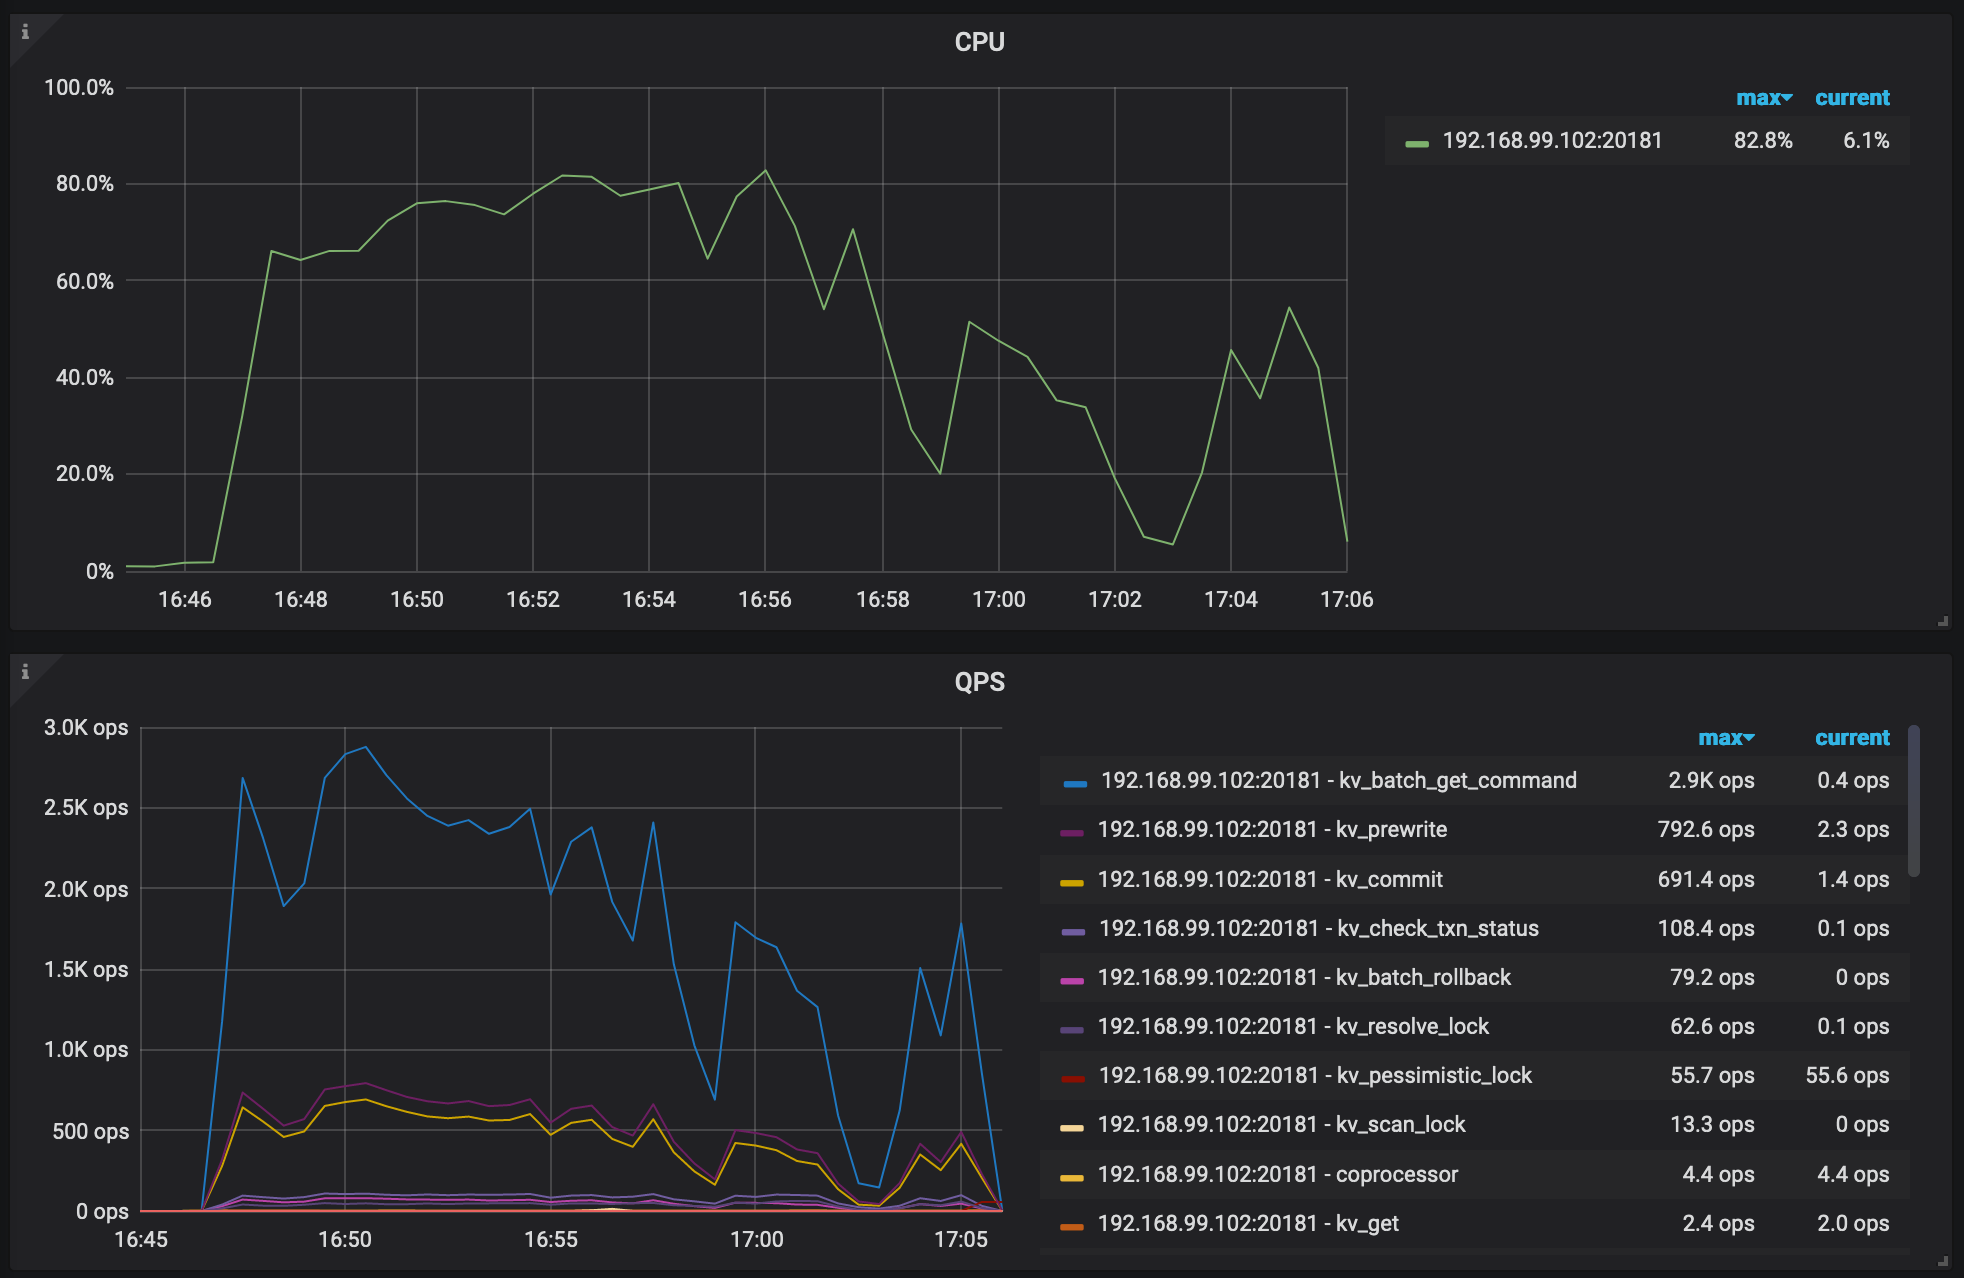 i
CPU
100.0%
80.0%
60.0%
40.0%
20.0%
0%
16:46 16:48 16:50 16:52 16:54 16:56 16:58 17:00 17:02 17:04 17:06
max current
192.168.99.102:20181 82.8% 6.1%
i
QPS
3.0K ops
2.5K ops
2.0K ops
1.5K ops
1.0K ops
500 ops
0 ops
16:45 16:50 16:55 17:00 17:05
max current
192.168.99.102:20181 - kv_batch_get_command 2.9K ops 0.4 ops
192.168.99.102:20181 - kv_prewrite 792.6 ops 2.3 ops
192.168.99.102:20181 - kv_commit 691.4 ops 1.4 ops
192.168.99.102:20181 - kv_check_txn_status 108.4 ops 0.1 ops
192.168.99.102:20181 - kv_batch_rollback 79.2 ops 0 ops
192.168.99.102:20181 - kv_resolve_lock 62.6 ops 0.1 ops
192.168.99.102:20181 - kv_pessimistic_lock 55.7 ops 55.6 ops
192.168.99.102:20181 - kv_scan_lock 13.3 ops 0 ops
192.168.99.102:20181 - coprocessor 4.4 ops 4.4 ops
192.168.99.102:20181 - kv_get 2.4 ops 2.0 ops